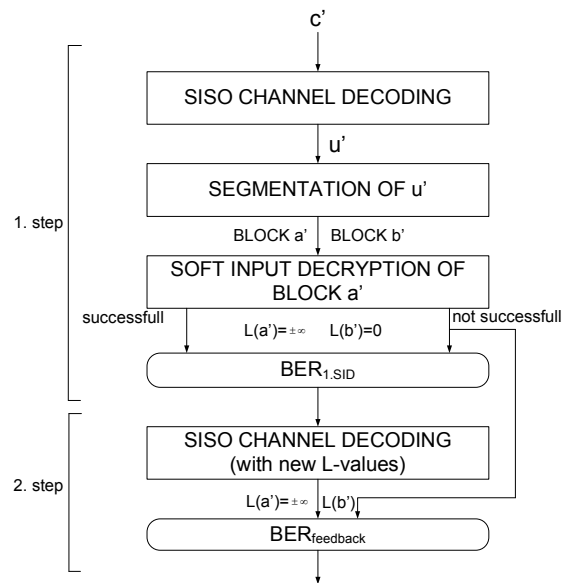 c'
SISO CHANNEL DECODING
u'
SEGMENTATION OF u'
1. step
BLOCK a' BLOCK b'
SOFT INPUT DECRYPTION OF
BLOCK a'
successfull not successfull
L(a')=±∞ L(b')=0
BER1.SID
SISO CHANNEL DECODING
(with new L-values)
2. step
L(a')=±∞ L(b')
BERfeedback